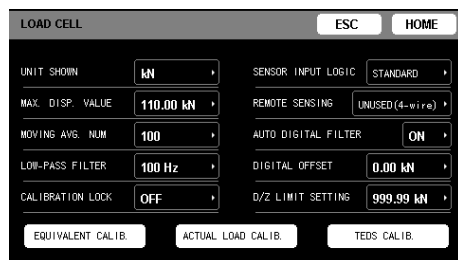 LOAD CELL ESC HOME
UNIT SHOWN kN SENSOR INPUT LOGIC STANDARD
MAX. DISP. VALUE 110.00 kN REMOTE SENSING UNUSED(4-wire)
MOVING AVG. NUM 100 AUTO DIGITAL FILTER ON
LOW-PASS FILTER 100 Hz DIGITAL OFFSET 0.00 kN
CALIBRATION LOCK OFF D/Z LIMIT SETTING 999.99 kN
EQUIVALENT CALIB. ACTUAL LOAD CALIB. TEDS CALIB.